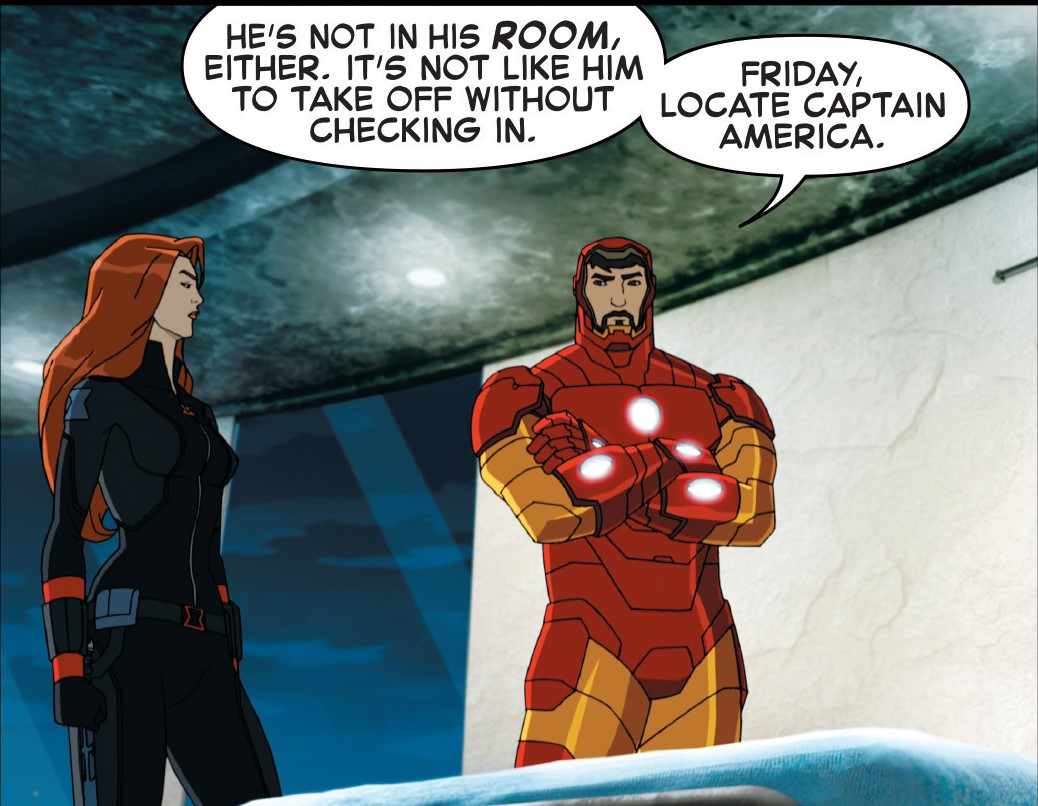 HE'S NOT IN HIS ROOM,
EITHER. IT'S NOT LIKE HIM
TO TAKE OFF WITHOUT
CHECKING IN.
FRIDAY,
LOCATE CAPTAIN
AMERICA.